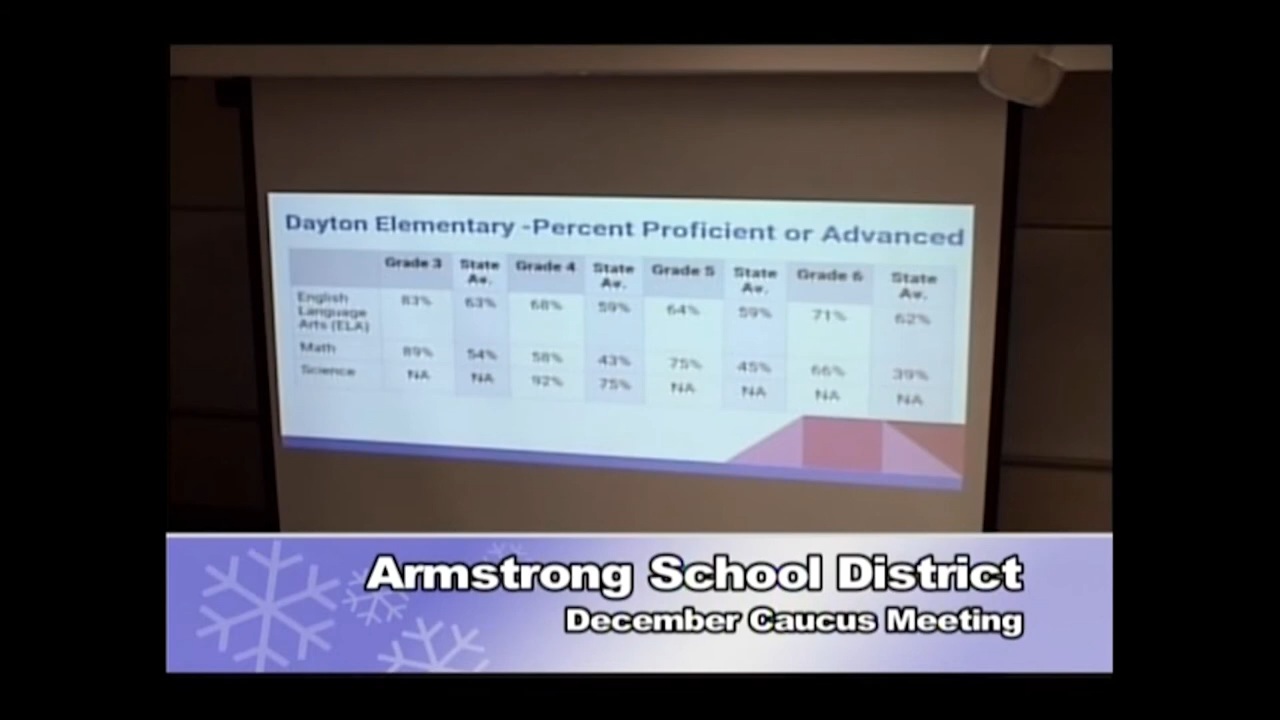 Dayton Elementary -Percent Proficient or Advanced
Grade 3 State Av. Grade 4 State Av. Grade 5 State Av. Grade 6 State Av.
English Language Arts (ELA) 83% 63% 68% 59% 64% 59% 71% 62%
Math 89% 54% 58% 43% 75% 45% 66% 39%
Science NA NA 92% 75% NA NA NA NA
Armstrong School District
December Caucus Meeting